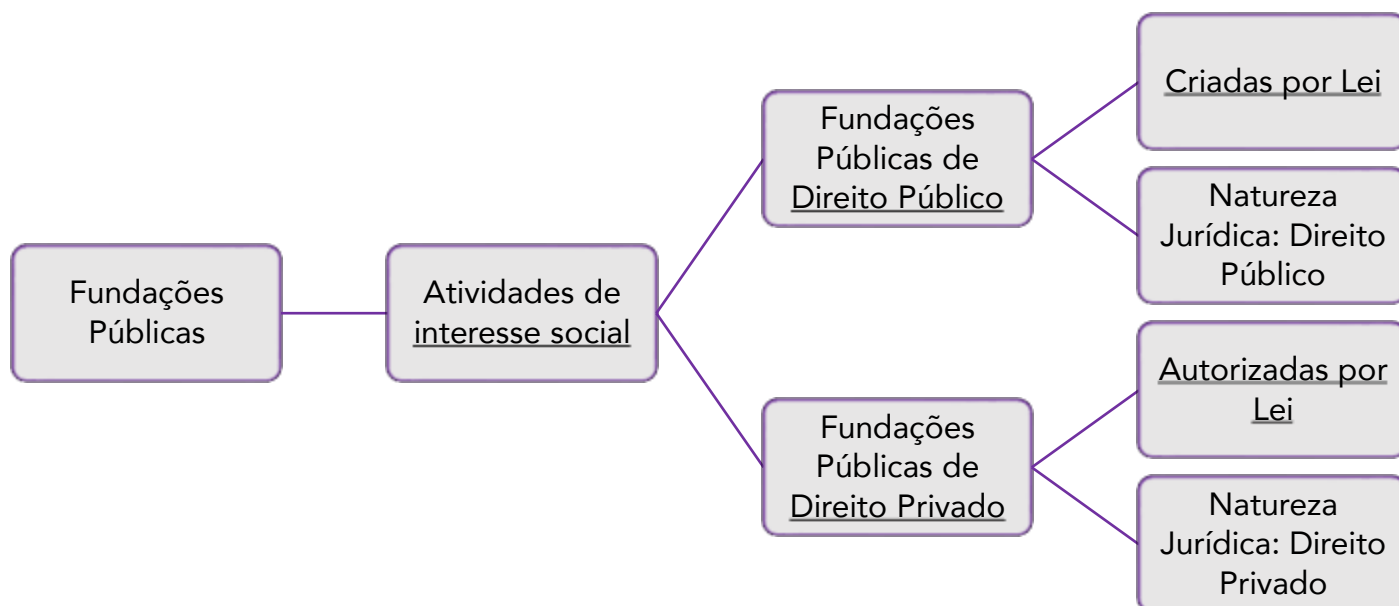 Fundações
Públicas
Atividades de
interesse social
Fundações
Públicas de
Direito Público
Criadas por Lei
Natureza
Jurídica: Direito
Público
Fundações
Públicas de
Direito Privado
Autorizadas por
Lei
Natureza
Jurídica: Direito
Privado